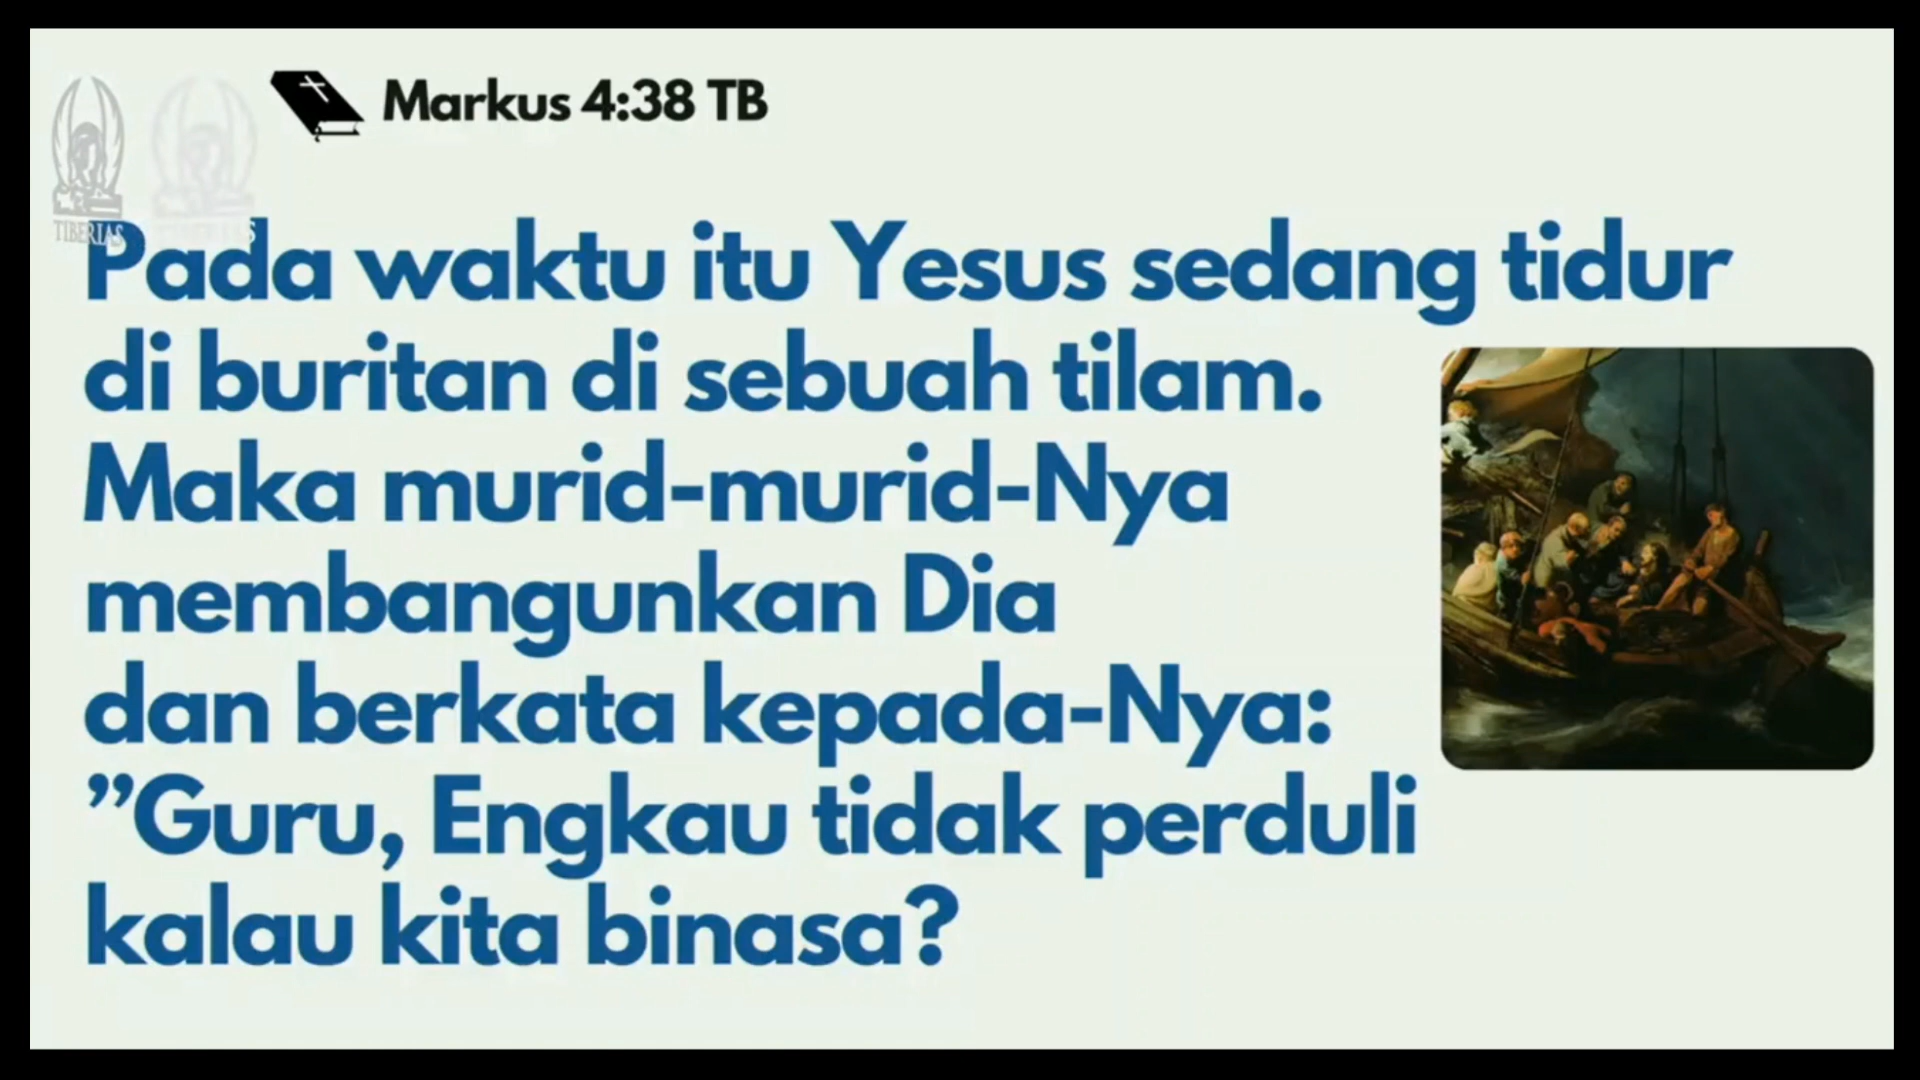 Markus 4:38 TB
TIBERIAS
Pada waktu itu Yesus sedang tidur
di buritan di sebuah tilam.
Maka murid-murid-Nya
membangunkan Dia
dan berkata kepada-Nya:
”Guru, Engkau tidak perduli
kalau kita binasa?